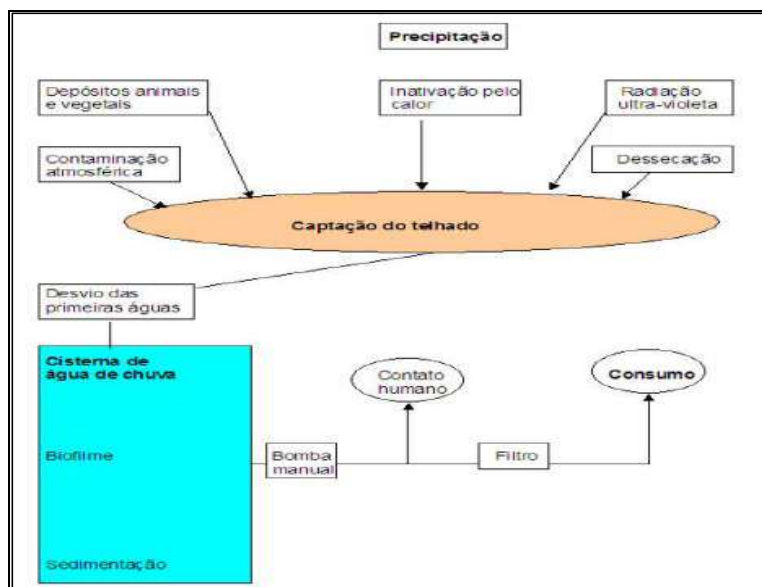 Precipitação
Depósitos animais
e vegetais
Inativação pelo
calor
Radiação
ultra-violeta
Contaminação
atmosférica
Dessecação
Captação do telhado
Desvio das
primeiras águas
Cisterna de
água de chuva
Contato
humano
Consumo
Biofilme
Bomba
manual
Filtro
Sedimentação